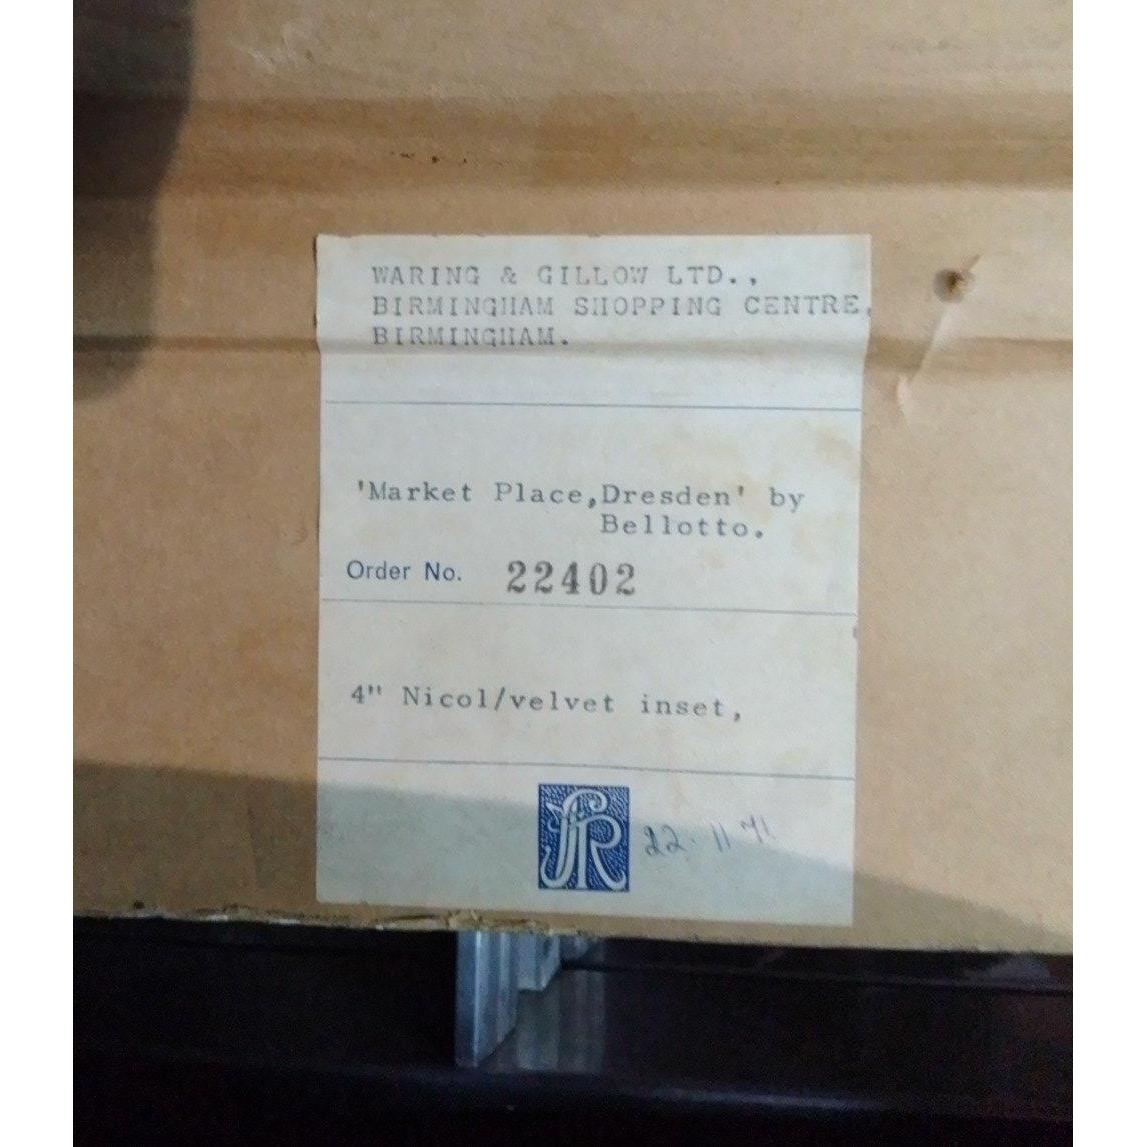 WARING & GILLOW LTD.,
BIRMINGHAM SHOPPING CENTRE,
BIRMINGHAM.
'Market Place,Dresden' by
Bellotto.
Order No. 22402
4" Nicol/velvet inset,
22. 11 71